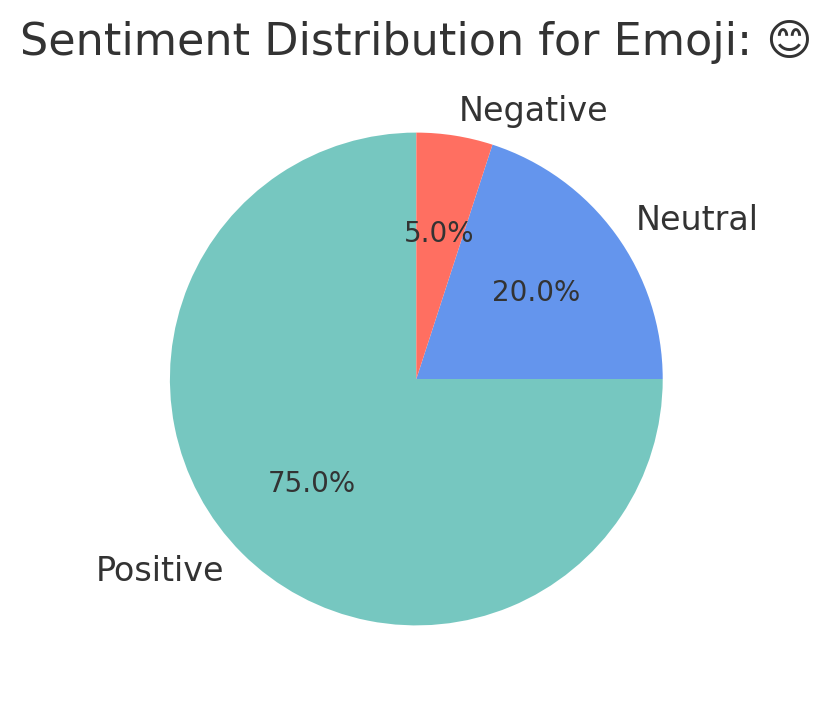 Sentiment Distribution for Emoji: 😊
Negative
Neutral
5.0%
20.0%
75.0%
Positive